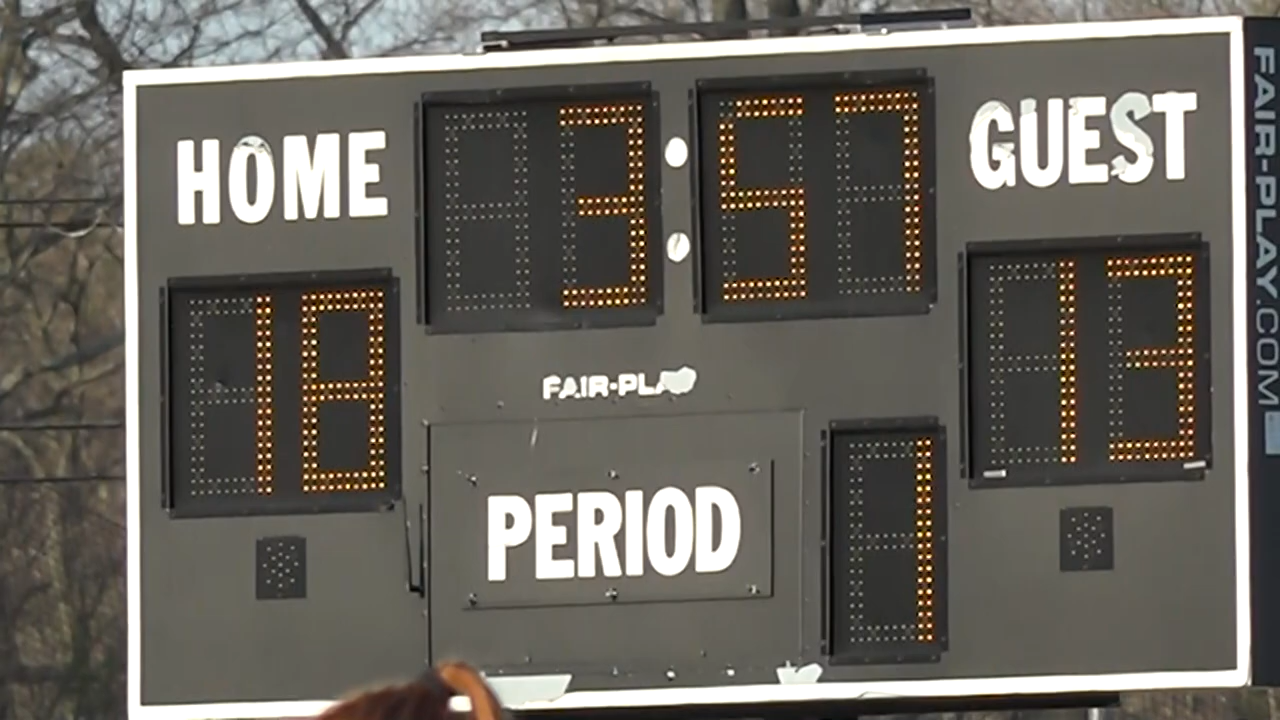 HOME 3:57 GUEST
18 13
FAIR-PLAY
PERIOD 1
FAIR-PLAY.COM